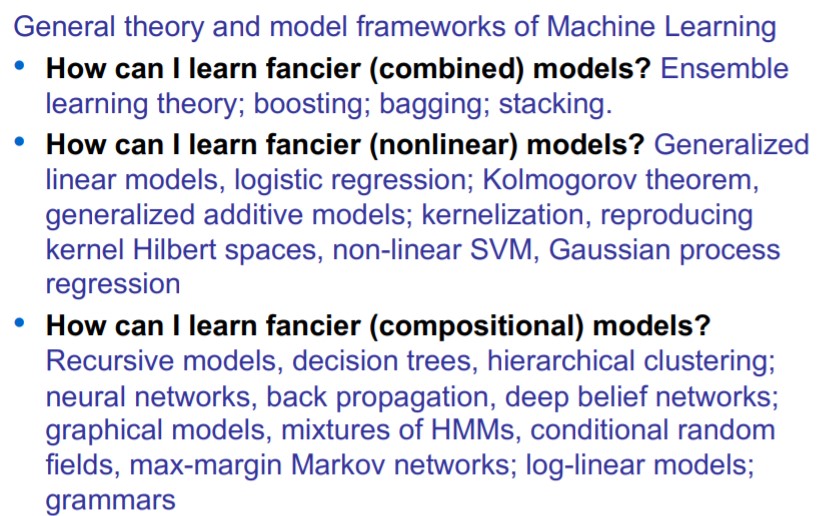 General theory and model frameworks of Machine Learning
• How can I learn fancier (combined) models? Ensemble
learning theory; boosting; bagging; stacking.
• How can I learn fancier (nonlinear) models? Generalized
linear models, logistic regression; Kolmogorov theorem,
generalized additive models; kernelization, reproducing
kernel Hilbert spaces, non-linear SVM, Gaussian process
regression
• How can I learn fancier (compositional) models?
Recursive models, decision trees, hierarchical clustering;
neural networks, back propagation, deep belief networks;
graphical models, mixtures of HMMs, conditional random
fields, max-margin Markov networks; log-linear models;
grammars